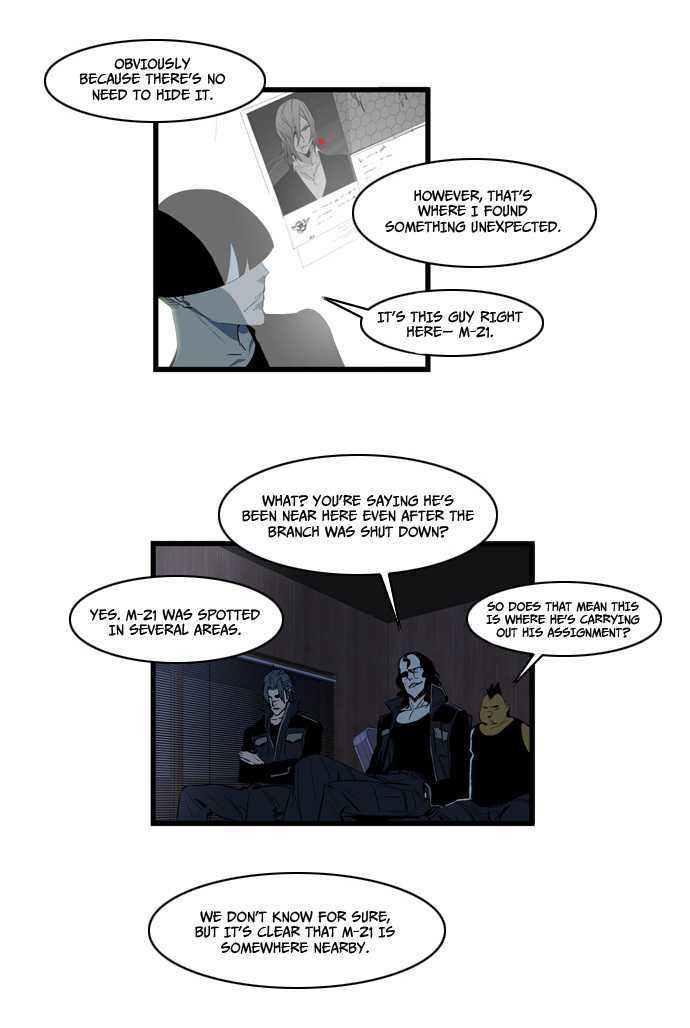 OBVIOUSLY
BECAUSE THERE'S NO
NEED TO HIDE IT.
HOWEVER, THAT'S
WHERE I FOUND
SOMETHING UNEXPECTED.
IT'S THIS GUY RIGHT
HERE— M-21.
WHAT? YOU'RE SAYING HE'S
BEEN NEAR HERE EVEN AFTER THE
BRANCH WAS SHUT DOWN?
YES. M-21 WAS SPOTTED
IN SEVERAL AREAS.
SO DOES THAT MEAN THIS
IS WHERE HE'S CARRYING
OUT HIS ASSIGNMENT?
WE DON'T KNOW FOR SURE,
BUT IT'S CLEAR THAT M-21 IS
SOMEWHERE NEARBY.